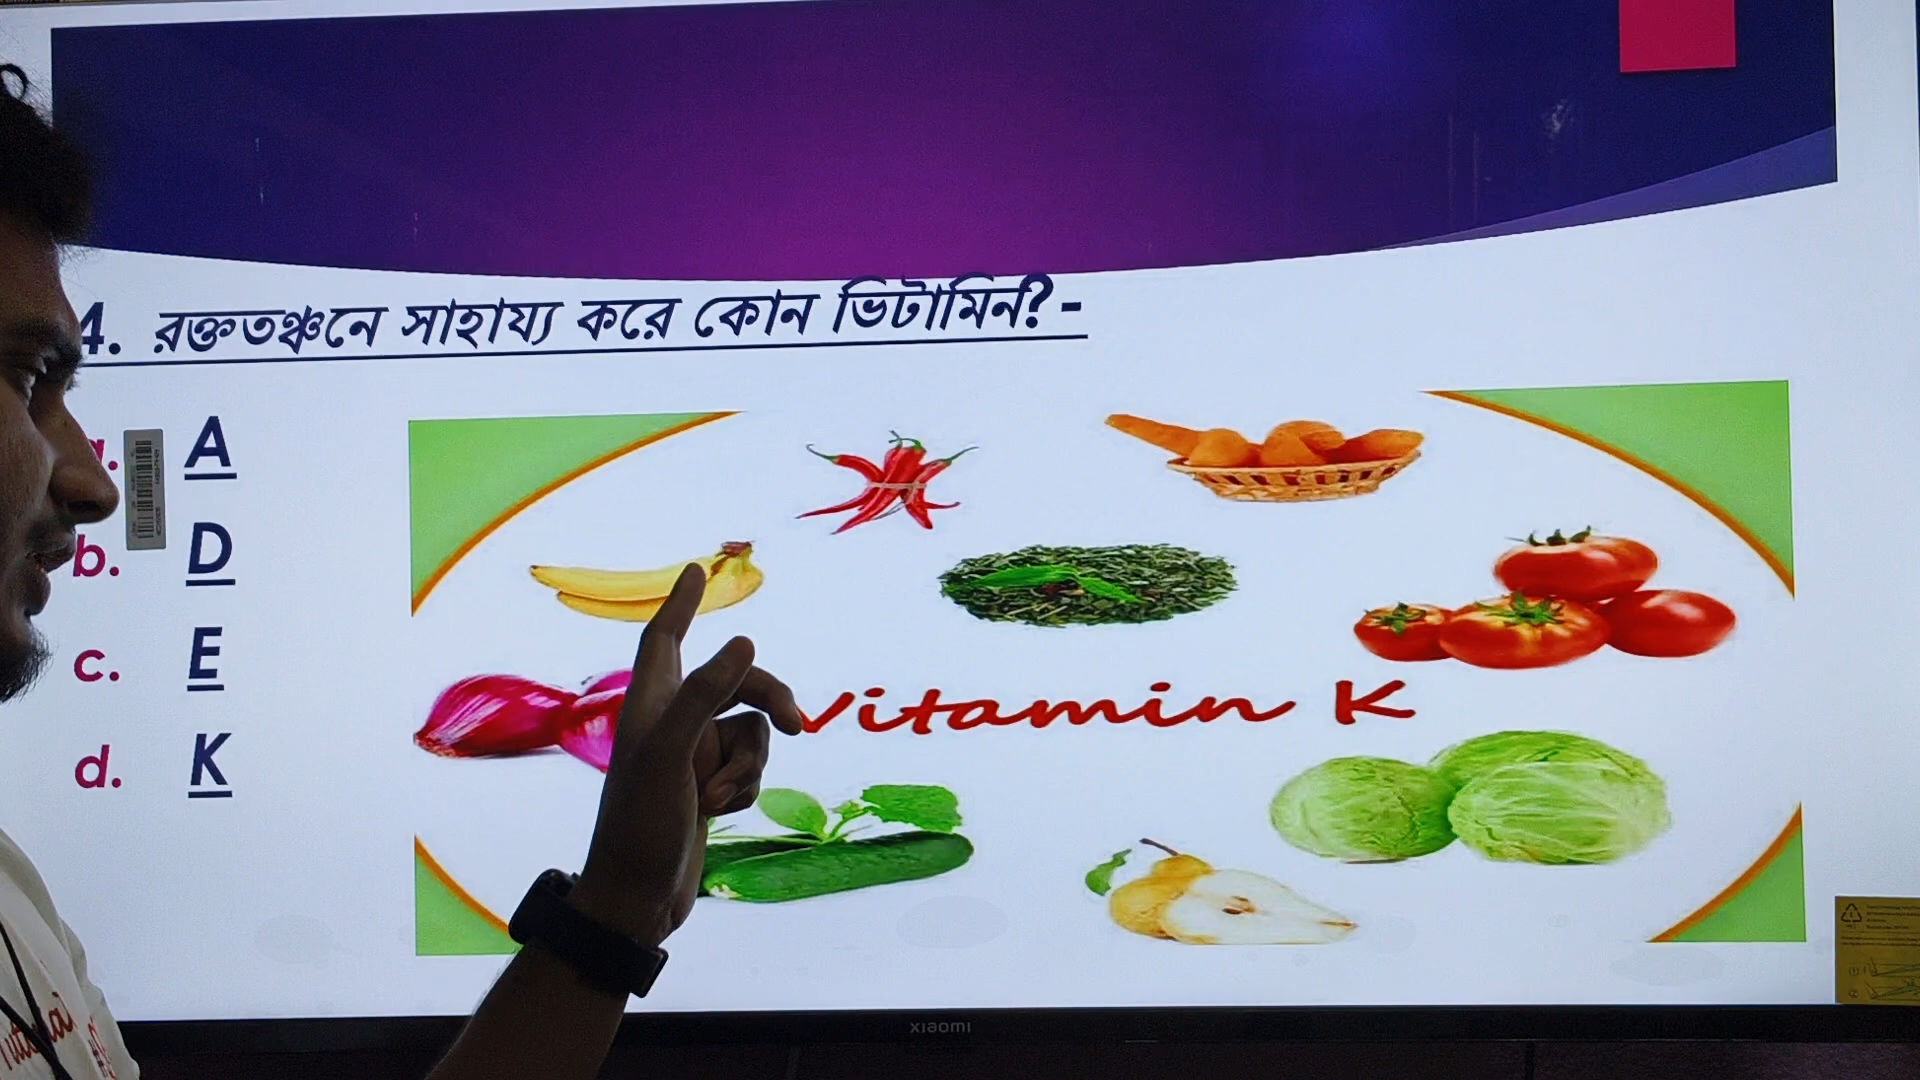 4. রক্ততঞ্চনে সাহায্য করে কোন ভিটামিন? -
a. A
b. D
c. E
d. K
Vitamin K
xiaomi